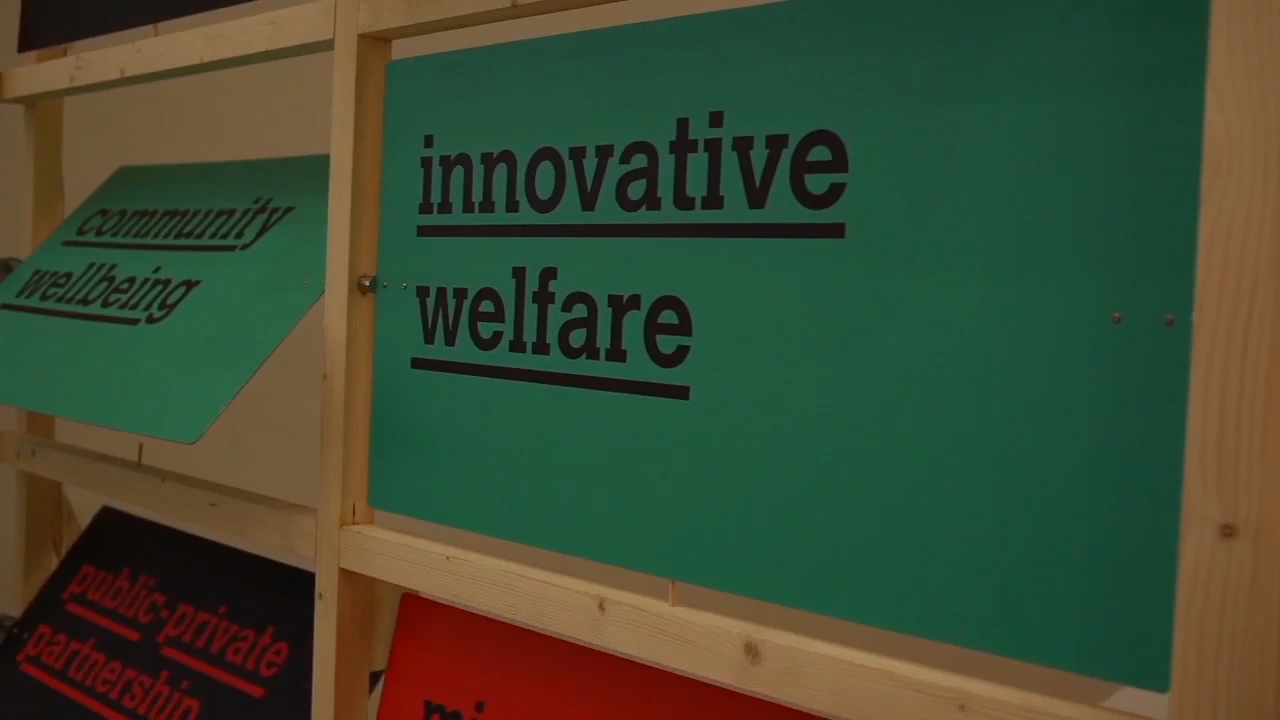 innovative
welfare
community
wellbeing
public-private
partnership